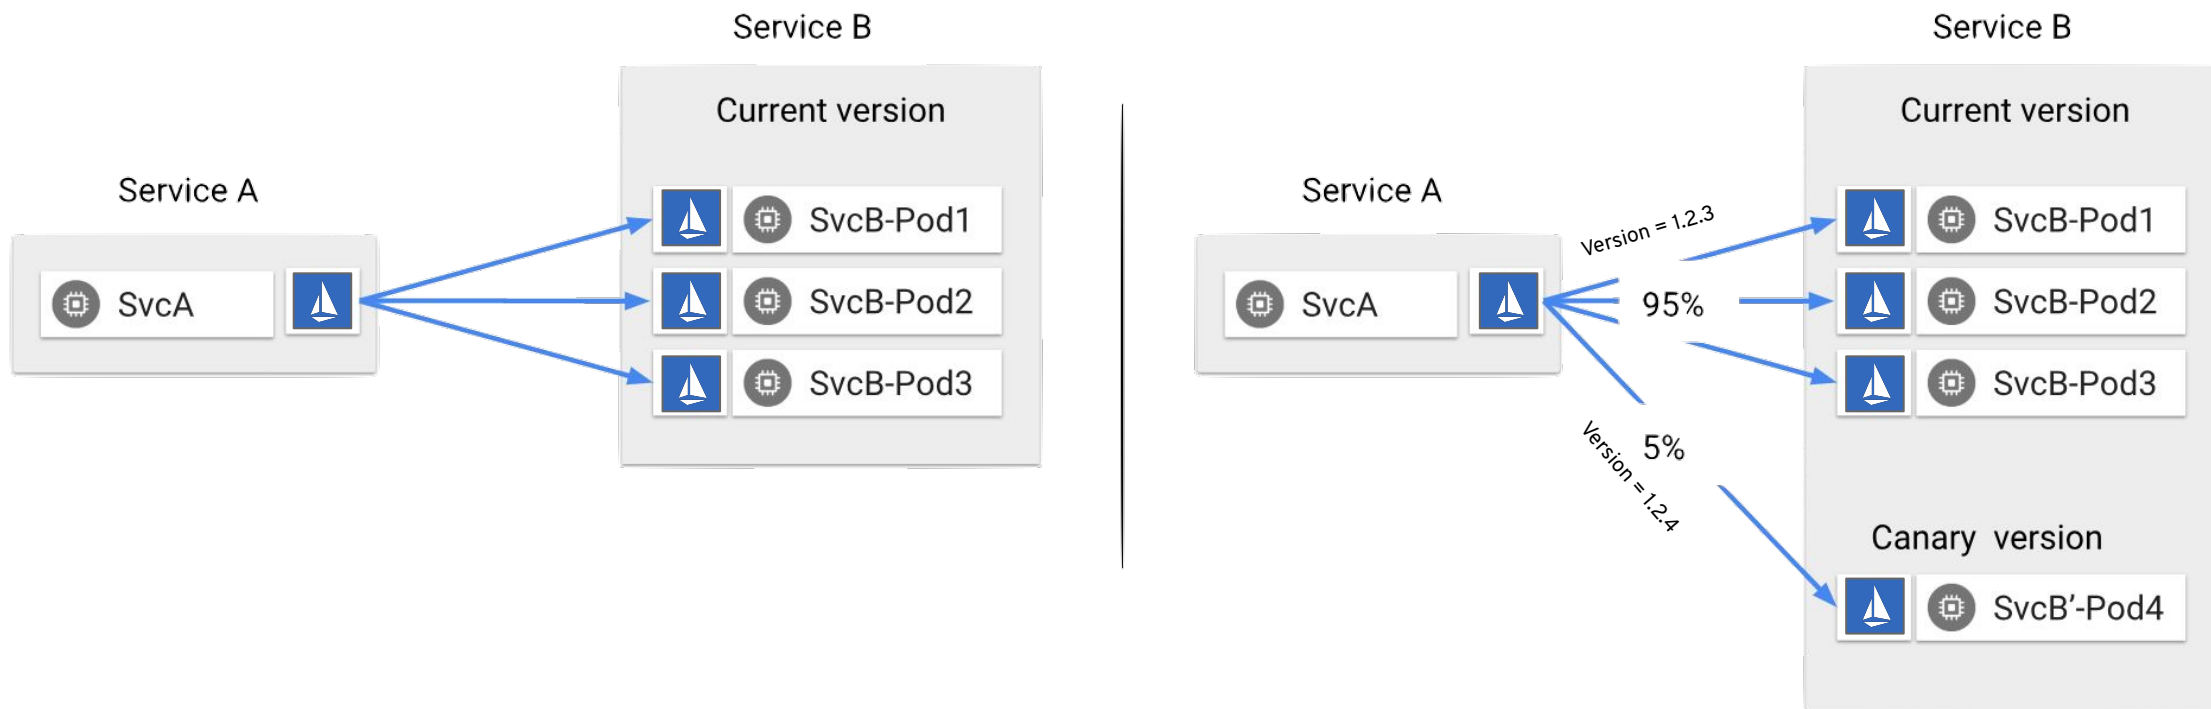 Service B
Current version
Service A
SvcB-Pod1
SvcA
SvcB-Pod2
SvcB-Pod3
Service B
Current version
Service A
Version = 1.2.3
SvcB-Pod1
SvcA
95%
SvcB-Pod2
SvcB-Pod3
5%
Version = 1.2.4
Canary version
SvcB’-Pod4